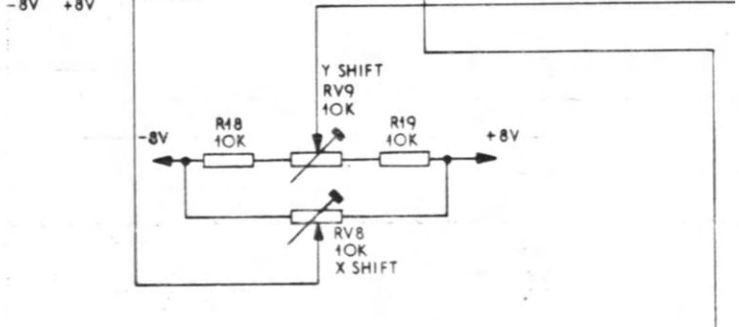 -8V +8V
Y SHIFT
RV9
10K
R18
10K
R19
10K
-8V
+8V
RV8
10K
X SHIFT